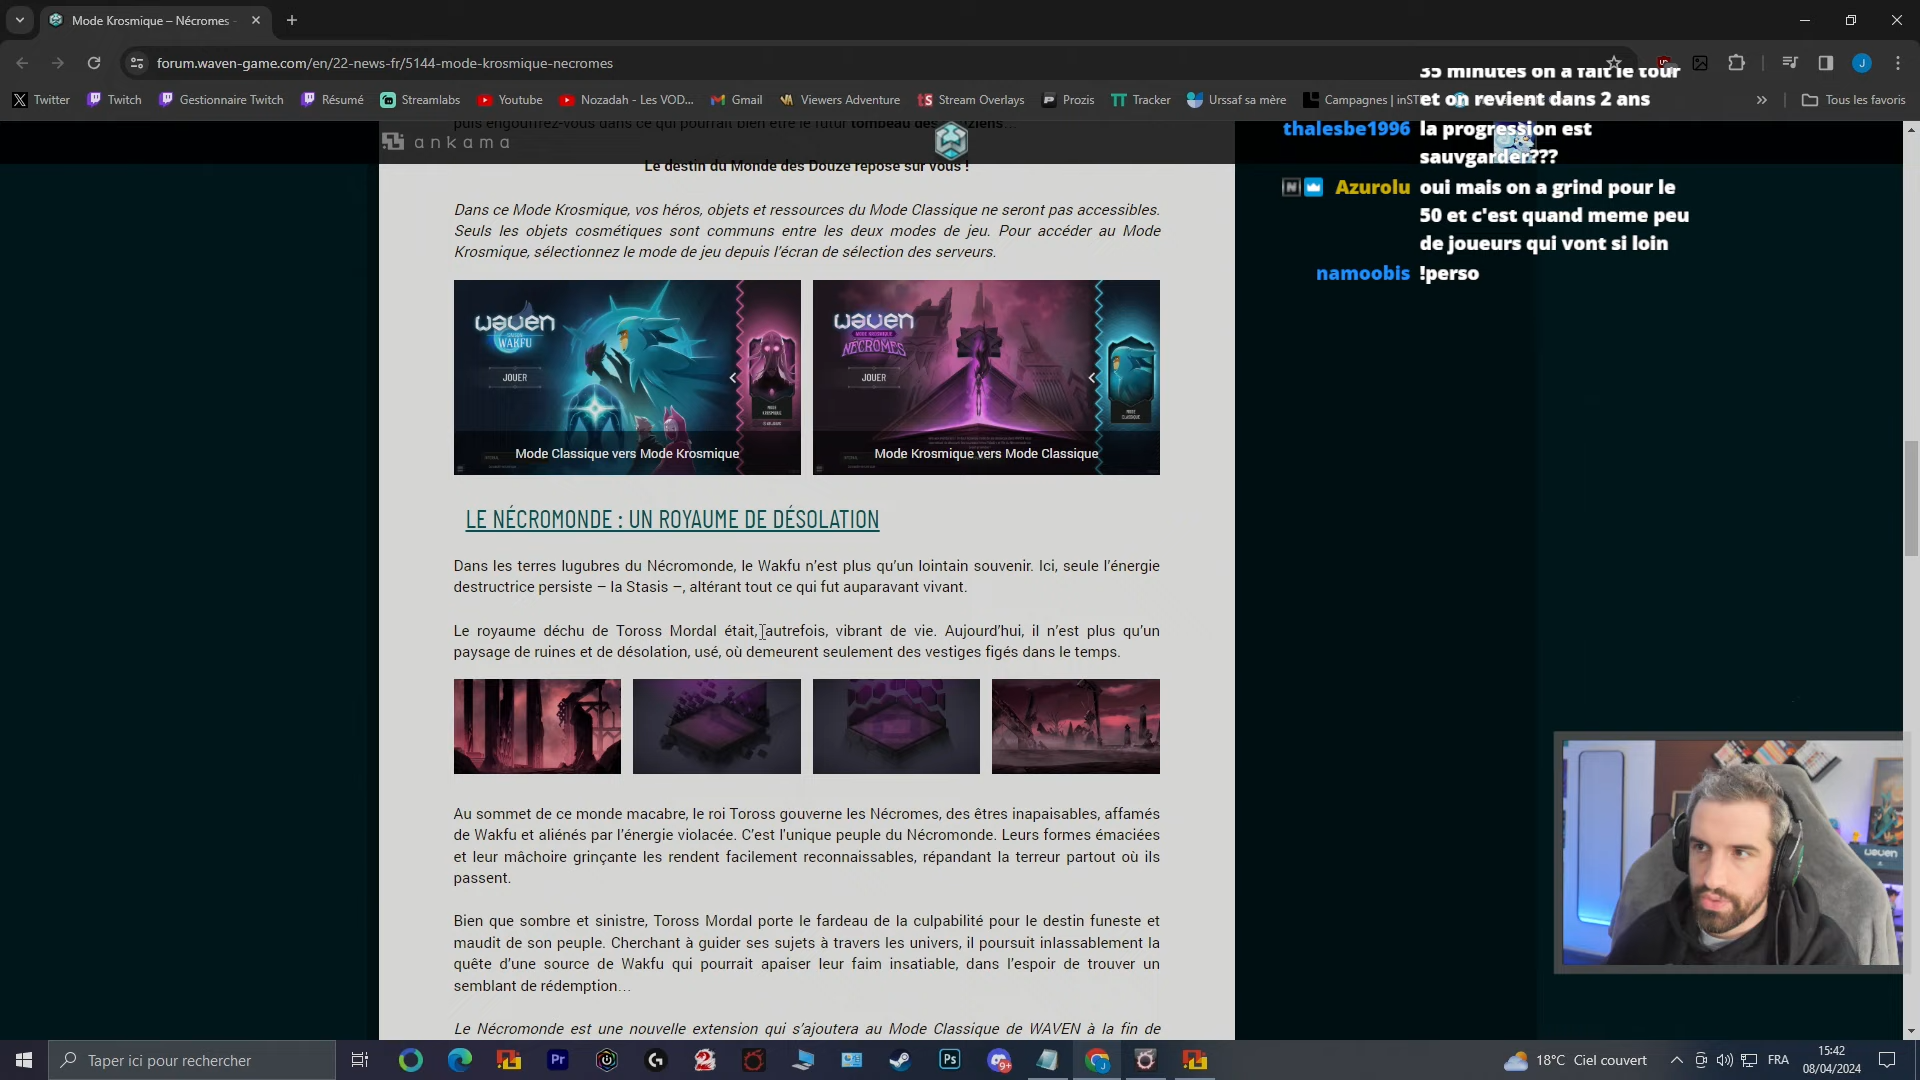 Mode Krosmique – Nécromes -
forum.waven-game.com/en/22-news-fr/5144-mode-krosmique-necromes
Twitter
Twitch
Gestionnaire Twitch
Résumé
Streamlabs
Youtube
Nozadah - Les VOD...
Gmail
Viewers Adventure
Stream Overlays
Prozis
Tracker
Urssaf sa mère
Campagnes | inST
Tous les favoris
35 minutes on a fait le tour
et on revient dans 2 ans
thalesbe1996 la progression est
sauvgarder???
Azurolu oui mais on a grind pour le
50 et c'est quand meme peu
de joueurs qui vont si loin
namoobis !perso
ankama
Le destin du Monde des Douze repose sur vous !
Dans ce Mode Krosmique, vos héros, objets et ressources du Mode Classique ne seront pas accessibles.
Seuls les objets cosmétiques sont communs entre les deux modes de jeu. Pour accéder au Mode
Krosmique, sélectionnez le mode de jeu depuis l'écran de sélection des serveurs.
waven
WAKFU
JOUER
MODE KROSMIQUE
Mode Classique vers Mode Krosmique
waven
MODE KROSMIQUE
NÉCROMES
JOUER
MODE CLASSIQUE
Mode Krosmique vers Mode Classique
LE NÉCROMONDE : UN ROYAUME DE DÉSOLATION
Dans les terres lugubres du Nécromonde, le Wakfu n'est plus qu'un lointain souvenir. Ici, seule l'énergie
destructrice persiste – la Stasis –, altérant tout ce qui fut auparavant vivant.
Le royaume déchu de Toross Mordal était, autrefois, vibrant de vie. Aujourd'hui, il n'est plus qu'un
paysage de ruines et de désolation, usé, où demeurent seulement des vestiges figés dans le temps.
Au sommet de ce monde macabre, le roi Toross gouverne les Nécromes, des êtres inapaisables, affamés
de Wakfu et aliénés par l'énergie violacée. C'est l'unique peuple du Nécromonde. Leurs formes émaciées
et leur mâchoire grinçante les rendent facilement reconnaissables, répandant la terreur partout où ils
passent.
Bien que sombre et sinistre, Toross Mordal porte le fardeau de la culpabilité pour le destin funeste et
maudit de son peuple. Cherchant à guider ses sujets à travers les univers, il poursuit inlassablement la
quête d'une source de Wakfu qui pourrait apaiser leur faim insatiable, dans l'espoir de trouver un
semblant de rédemption…
Le Nécromonde est une nouvelle extension qui s'ajoutera au Mode Classique de WAVEN à la fin de
Taper ici pour rechercher
18°C Ciel couvert
FRA
15:42
08/04/2024